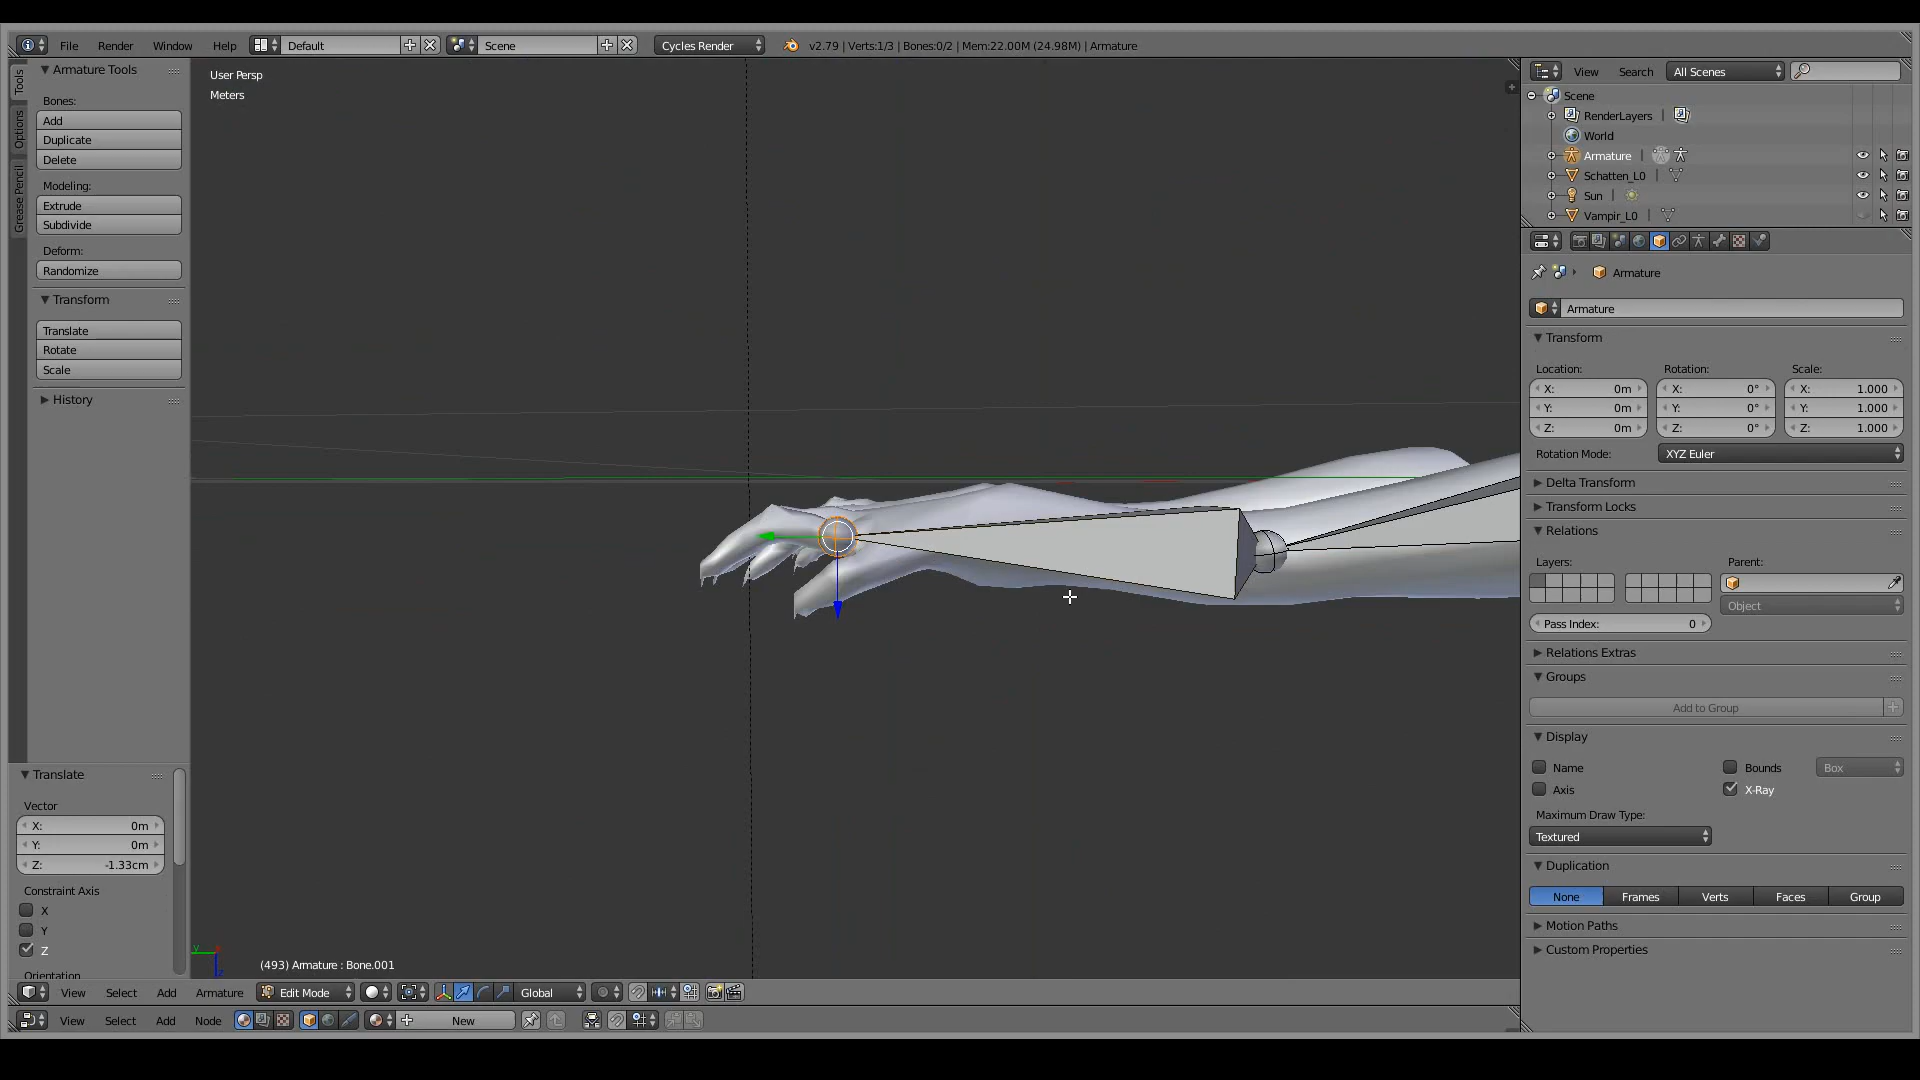 File Render Window Help Default Scene Cycles Render v2.79 | Verts:1/3 | Bones:0/2 | Mem:22.00M (24.98M) | Armature
Tools
Options
Grease Pencil
Armature Tools
Bones:
Add
Duplicate
Delete
Modeling:
Extrude
Subdivide
Deform:
Randomize
Transform
Translate
Rotate
Scale
History
Translate
Vector
X: 0m
Y: 0m
Z: -1.33cm
Constraint Axis
X
Y
Z
Orientation
User Persp
Meters
(493) Armature : Bone.001
View Select Add Armature Edit Mode Global
View Select Add Node New
View Search All Scenes
Scene
RenderLayers
World
Armature
Schatten_L0
Sun
Vampir_L0
Armature
Armature
Transform
Location: Rotation: Scale:
X: 0m X: 0° X: 1.000
Y: 0m Y: 0° Y: 1.000
Z: 0m Z: 0° Z: 1.000
Rotation Mode: XYZ Euler
Delta Transform
Transform Locks
Relations
Layers: Parent:
Object
Pass Index: 0
Relations Extras
Groups
Add to Group
Display
Name Bounds Box
Axis X-Ray
Maximum Draw Type:
Textured
Duplication
None Frames Verts Faces Group
Motion Paths
Custom Properties